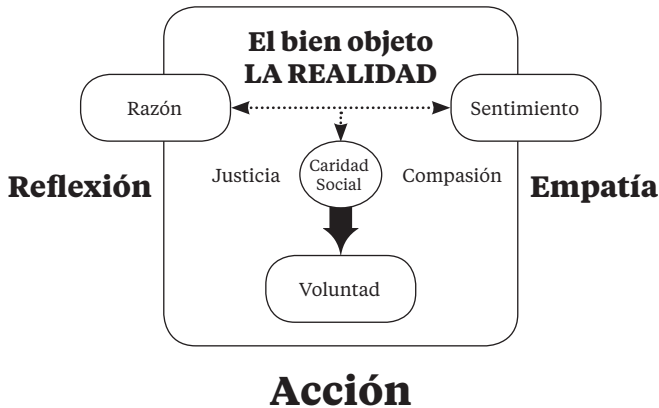 El bien objeto
LA REALIDAD
Razón
Sentimiento
Reflexión
Justicia
Caridad
Social
Compasión
Empatía
Voluntad
Acción